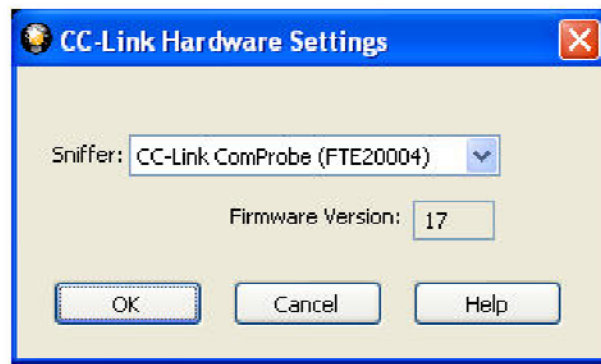 CC-Link Hardware Settings
Sniffer: CC-Link ComProbe (FTE20004)
Firmware Version: 17
OK Cancel Help